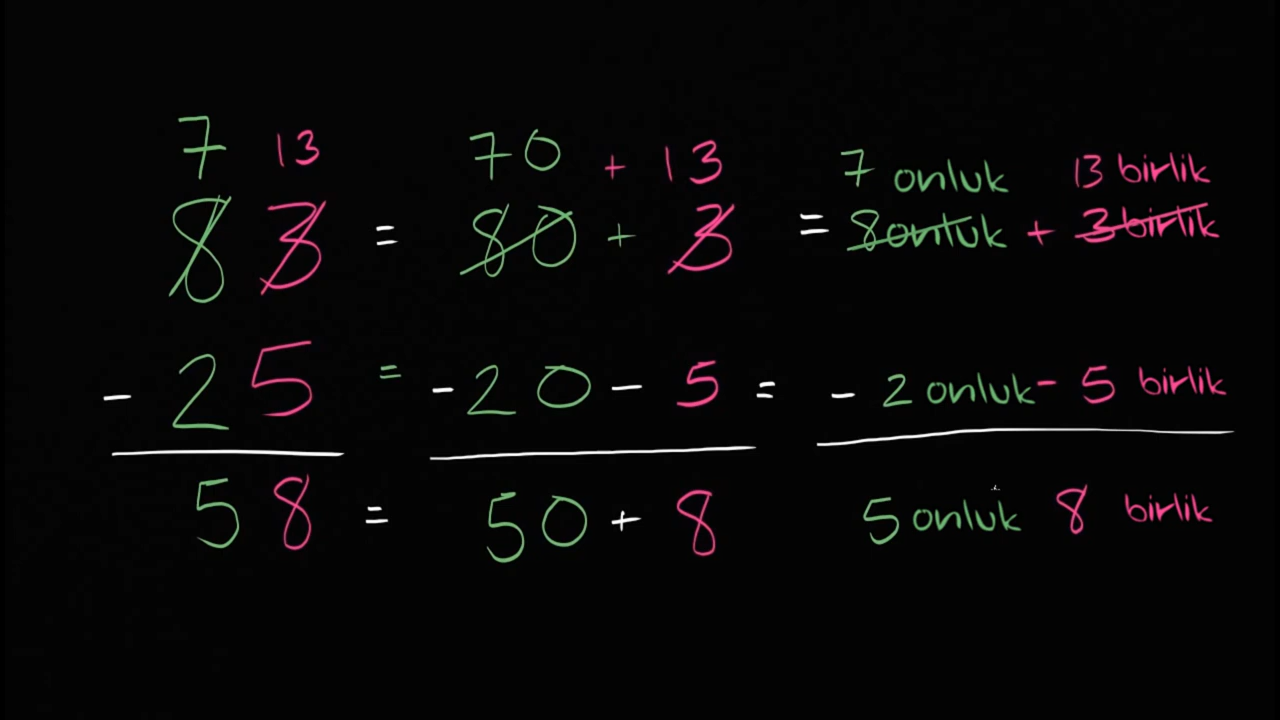 7 13 70 + 13 7 onluk 13 birlik
83 = 80 + 3 = 8 onluk + 3 birlik
- 25 = - 20 - 5 = - 2 onluk - 5 birlik
58 = 50 + 8 5 onluk 8 birlik